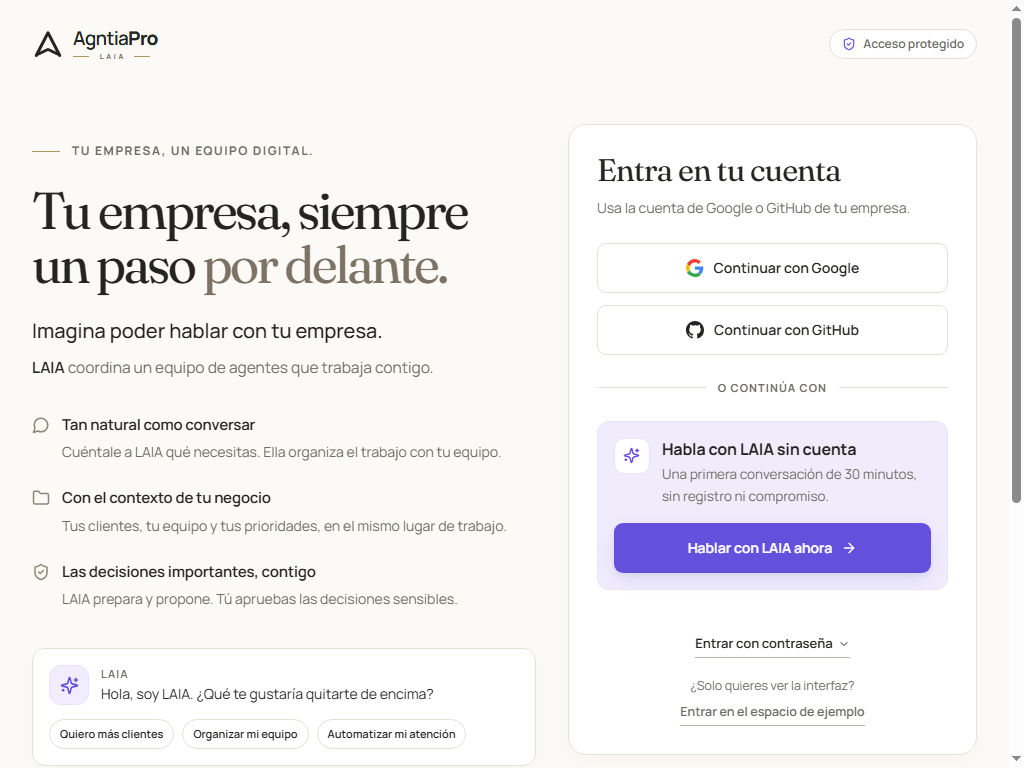 AgntiaPro
LAIA
Acceso protegido
TU EMPRESA, UN EQUIPO DIGITAL.
Tu empresa, siempre
un paso por delante.
Imagina poder hablar con tu empresa.
LAIA coordina un equipo de agentes que trabaja contigo.
Tan natural como conversar
Cuéntale a LAIA qué necesitas. Ella organiza el trabajo con tu equipo.
Con el contexto de tu negocio
Tus clientes, tu equipo y tus prioridades, en el mismo lugar de trabajo.
Las decisiones importantes, contigo
LAIA prepara y propone. Tú apruebas las decisiones sensibles.
LAIA
Hola, soy LAIA. ¿Qué te gustaría quitarte de encima?
Quiero más clientes
Organizar mi equipo
Automatizar mi atención
Entra en tu cuenta
Usa la cuenta de Google o GitHub de tu empresa.
Continuar con Google
Continuar con GitHub
O CONTINÚA CON
Habla con LAIA sin cuenta
Una primera conversación de 30 minutos,
sin registro ni compromiso.
Hablar con LAIA ahora
Entrar con contraseña
¿Solo quieres ver la interfaz?
Entrar en el espacio de ejemplo